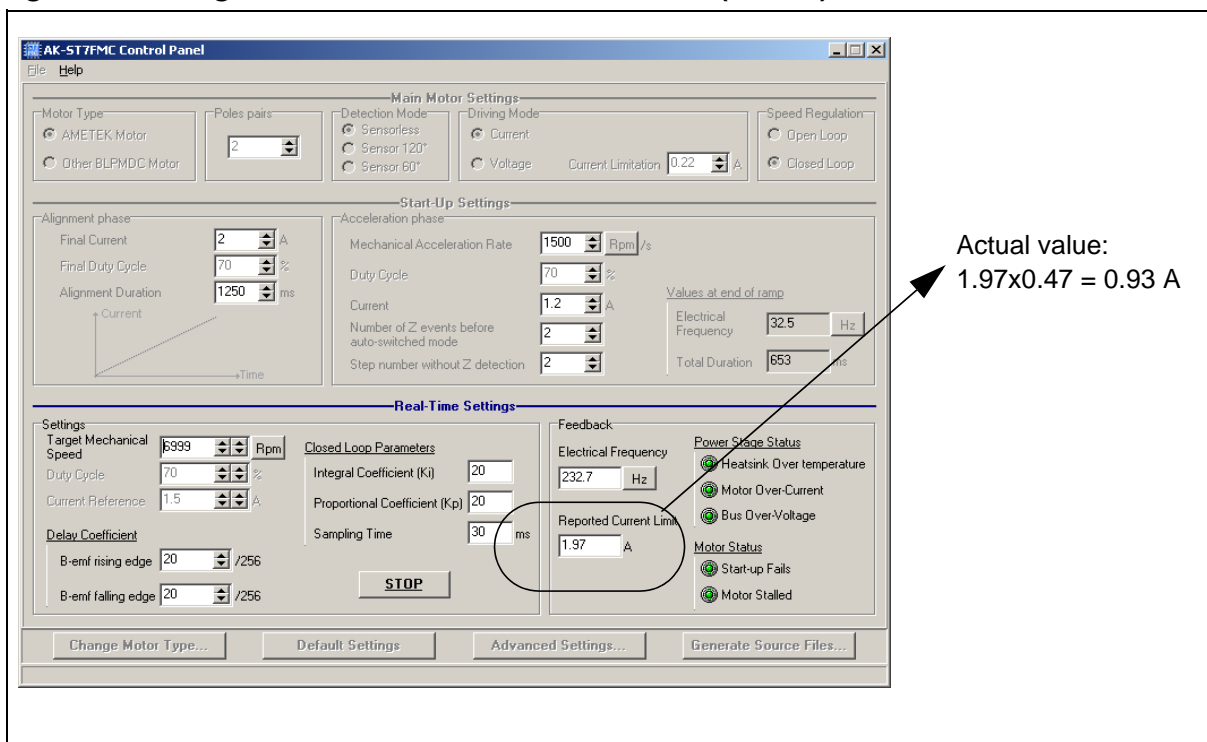 AK-ST7FMC Control Panel
File Help
Main Motor Settings
Motor Type
AMETEK Motor
Other BLPMDC Motor
Poles pairs
2
Detection Mode
Sensorless
Sensor 120°
Sensor 60°
Driving Mode
Current
Voltage
Current Limitation 0.22 A
Speed Regulation
Open Loop
Closed Loop
Start-Up Settings
Alignment phase
Final Current 2 A
Final Duty Cycle 70 %
Alignment Duration 1250 ms
Current
Time
Acceleration phase
Mechanical Acceleration Rate 1500 Rpm /s
Duty Cycle 70 %
Current 1.2 A
Number of Z events before
auto-switched mode 2
Step number without Z detection 2
Values at end of ramp
Electrical
Frequency 32.5 Hz
Total Duration 653 ms
Actual value:
1.97x0.47 = 0.93 A
Real-Time Settings
Settings
Target Mechanical
Speed 6999 Rpm
Duty Cycle 70 %
Current Reference 1.5 A
Delay Coefficient
B-emf rising edge 20 /256
B-emf falling edge 20 /256
Closed Loop Parameters
Integral Coefficient (Ki) 20
Proportional Coefficient (Kp) 20
Sampling Time 30 ms
STOP
Feedback
Electrical Frequency
232.7 Hz
Reported Current Limit
1.97 A
Power Stage Status
Heatsink Over temperature
Motor Over-Current
Bus Over-Voltage
Motor Status
Start-up Fails
Motor Stalled
Change Motor Type... Default Settings Advanced Settings... Generate Source Files...